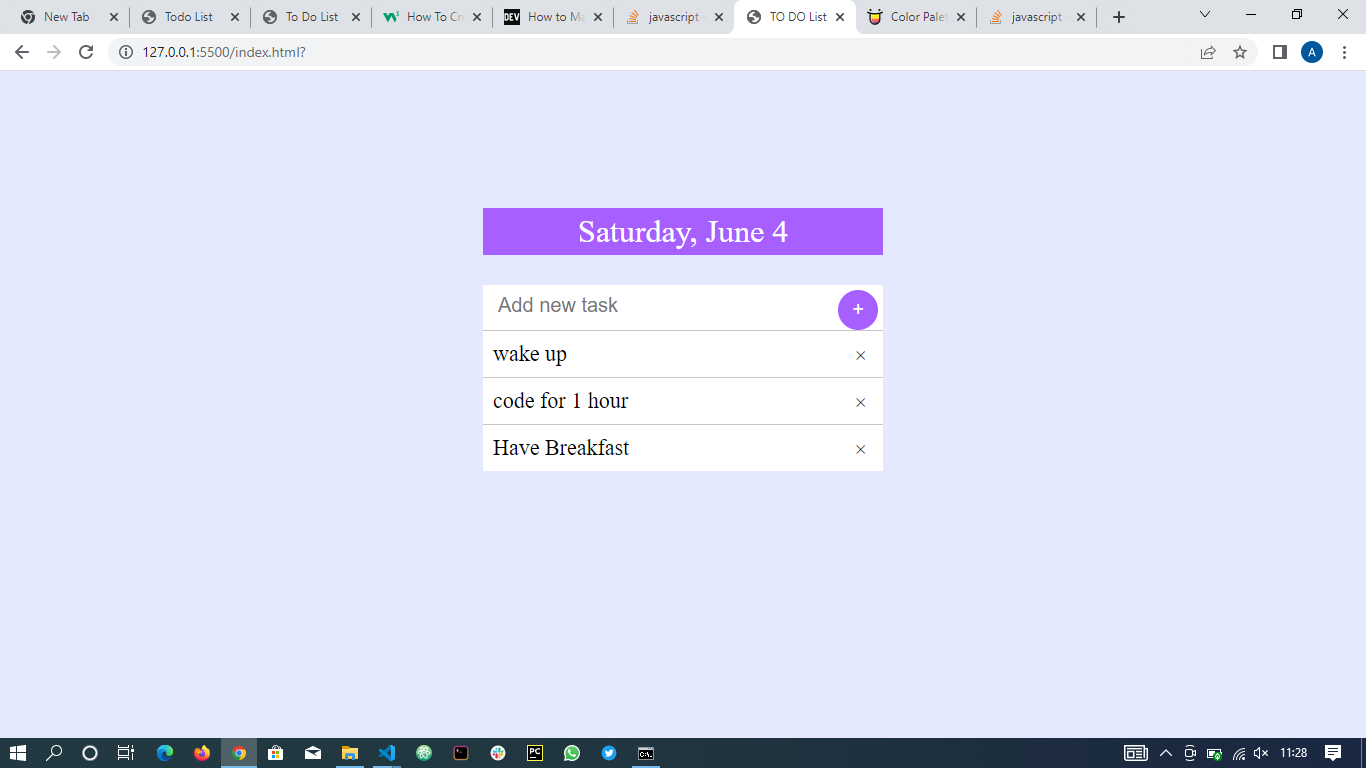 New Tab
Todo List
To Do List
How To Cr
DEV How to Ma
javascript -
TO DO List
Color Palet
javascript -
127.0.0.1:5500/index.html?
A
Saturday, June 4
Add new task
+
wake up
×
code for 1 hour
×
Have Breakfast
×
PC
C:\.
11:28